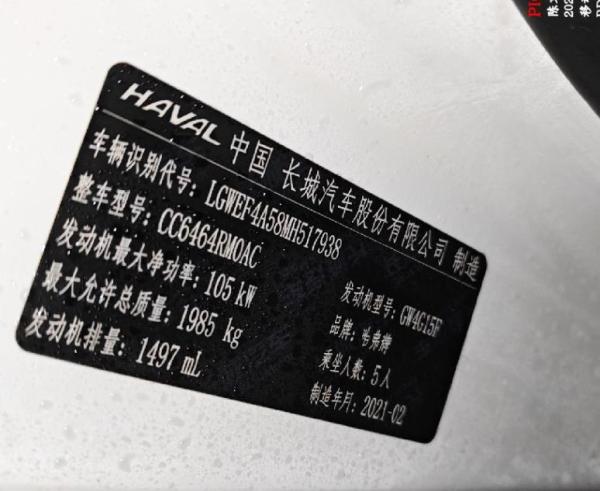 HAVAL 中国 长城汽车股份有限公司 制造
车辆识别代号: LGWEF4A58MH517938
整车型号: CC6464RM0AC
发动机最大净功率: 105 kW
发动机型号: GW4G15F
最大允许总质量: 1985 kg
品牌: 哈弗牌
发动机排量: 1497 mL
乘坐人数: 5人
制造年月: 2021-02